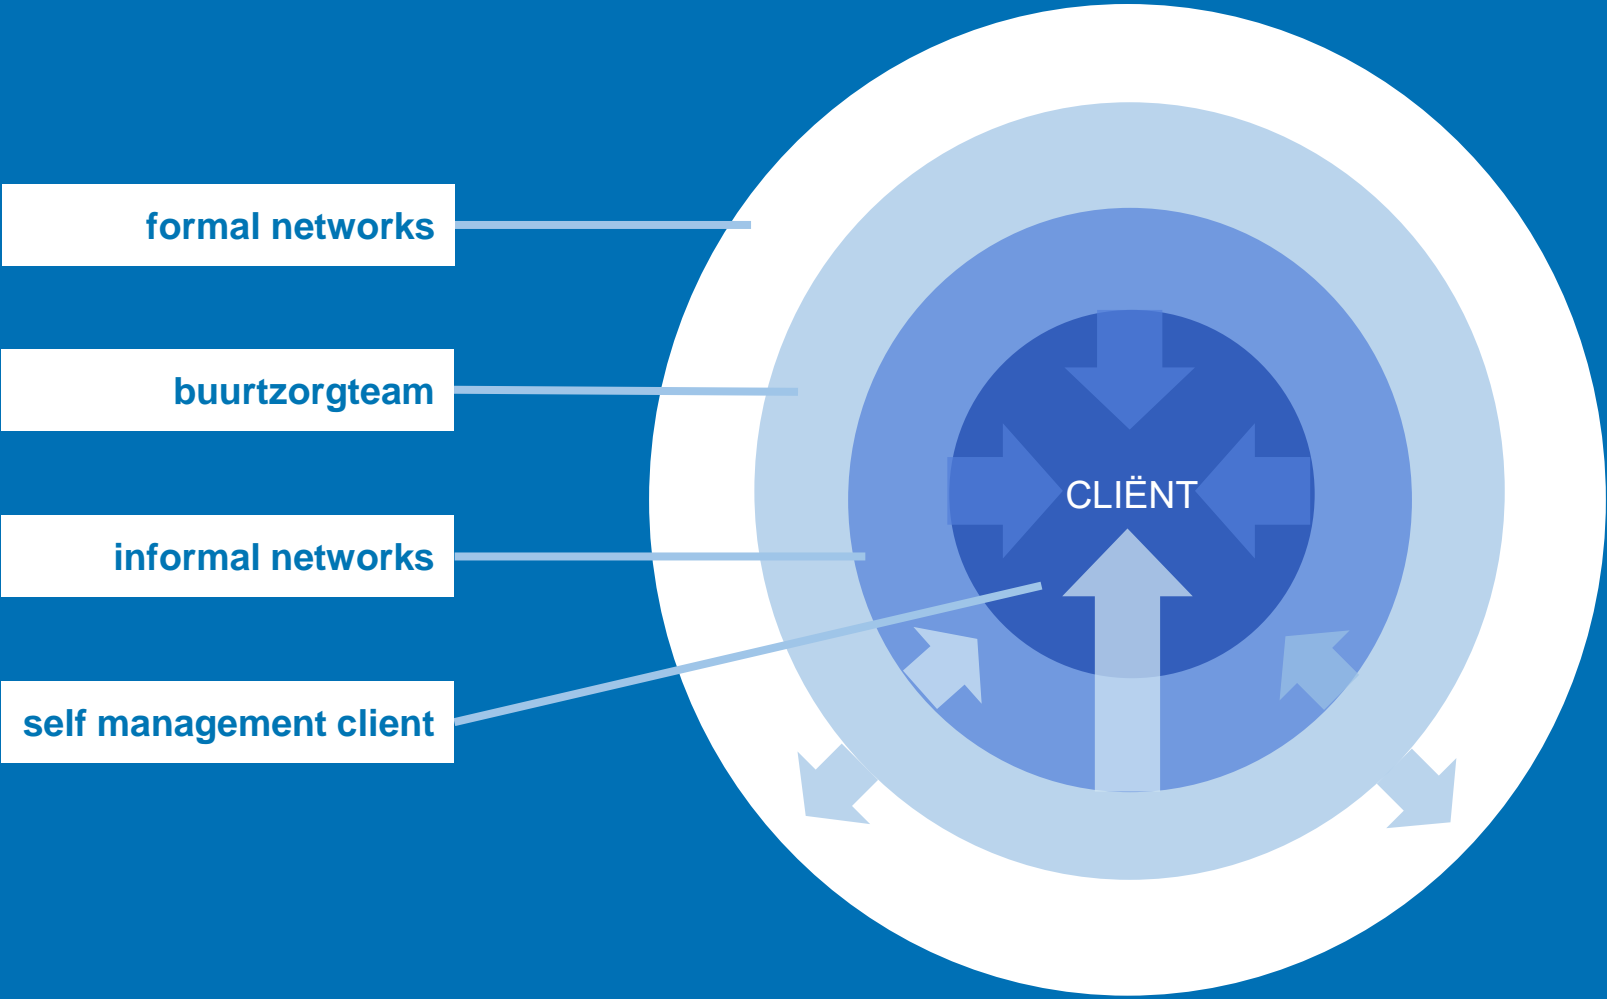 formal networks
buurtzorgteam
informal networks
self management client
CLIËNT